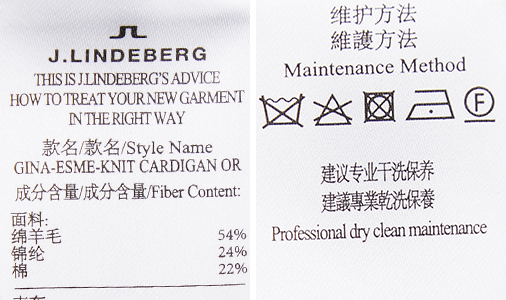 J.LINDEBERG
THIS IS J.LINDEBERG'S ADVICE
HOW TO TREAT YOUR NEW GARMENT
IN THE RIGHT WAY
款名/款名/Style Name
GINA-ESME-KNIT CARDIGAN OR
成分含量/成分含量/Fiber Content:
面料:
绵羊毛 54%
锦纶 24%
棉 22%
维护方法
維護方法
Maintenance Method
F
建议专业干洗保养
建議專業乾洗保養
Professional dry clean maintenance